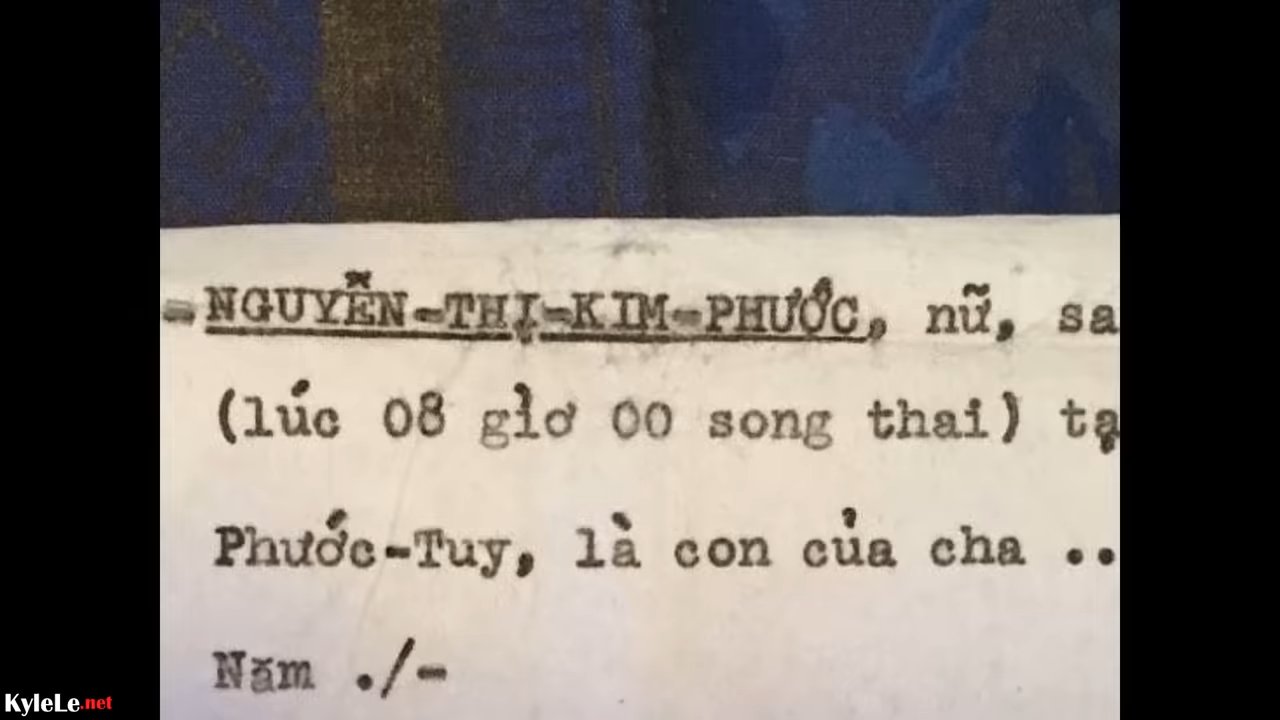 -NGUYỄN-THỊ-KIM-PHƯỚC, nữ, sa
(lúc 08 giờ 00 song thai) tạ
Phước-Tuy, là con của cha ..
Năm ./-
KyleLe.net